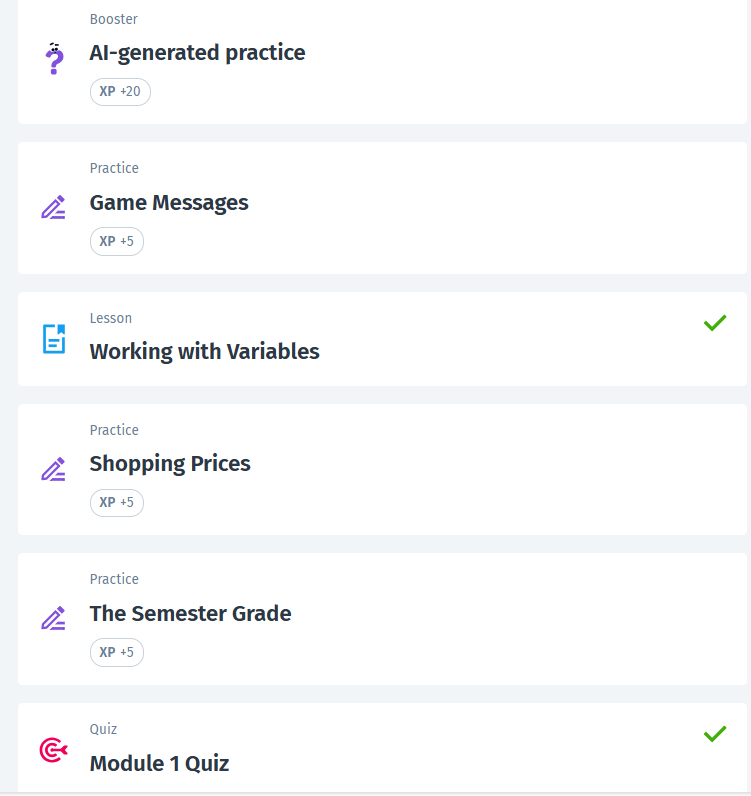 Booster
AI-generated practice
XP +20
Practice
Game Messages
XP +5
Lesson
Working with Variables
Practice
Shopping Prices
XP +5
Practice
The Semester Grade
XP +5
Quiz
Module 1 Quiz